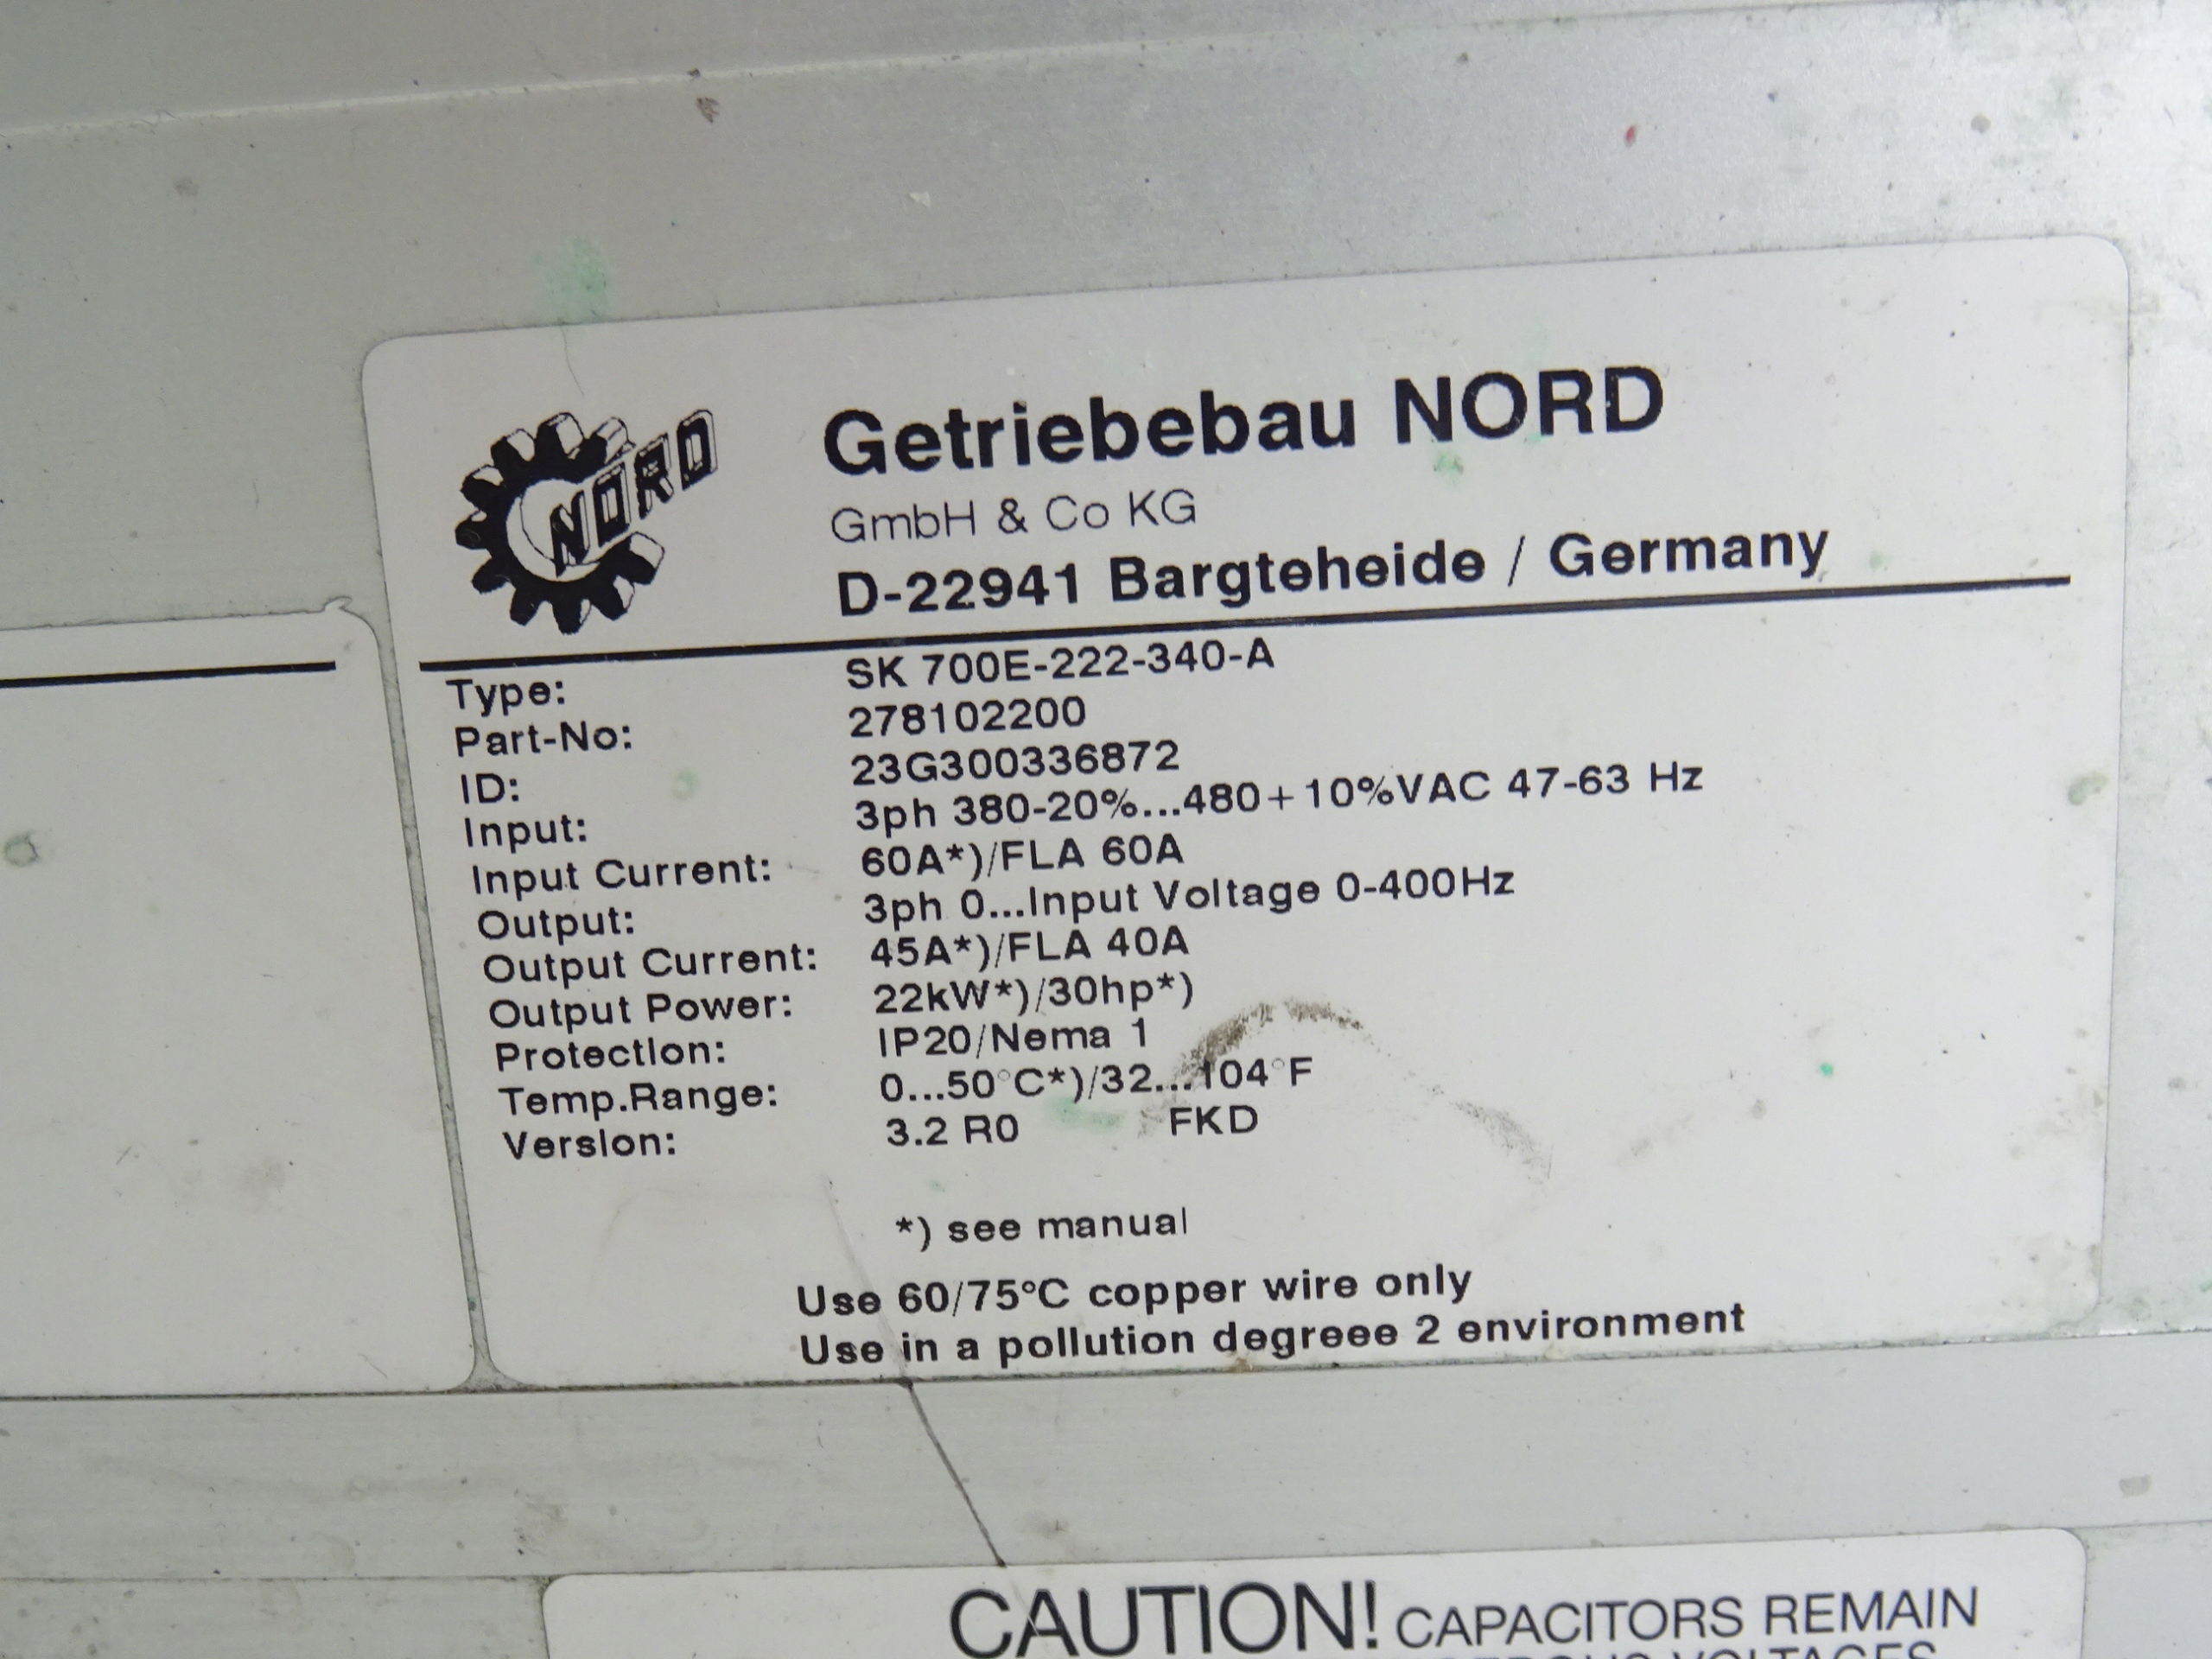 NORD
Getriebebau NORD
GmbH & Co KG
D-22941 Bargteheide / Germany
Type: SK 700E-222-340-A
Part-No: 278102200
ID: 23G300336872
Input: 3ph 380-20%...480+10%VAC 47-63 Hz
Input Current: 60A*)/FLA 60A
Output: 3ph 0...Input Voltage 0-400Hz
Output Current: 45A*)/FLA 40A
Output Power: 22kW*)/30hp*)
Protection: IP20/Nema 1
Temp.Range: 0...50°C*)/32...104°F
Version: 3.2 R0 FKD
*) see manual
Use 60/75°C copper wire only
Use in a pollution degreee 2 environment
CAUTION! CAPACITORS REMAIN
VOLTAGES